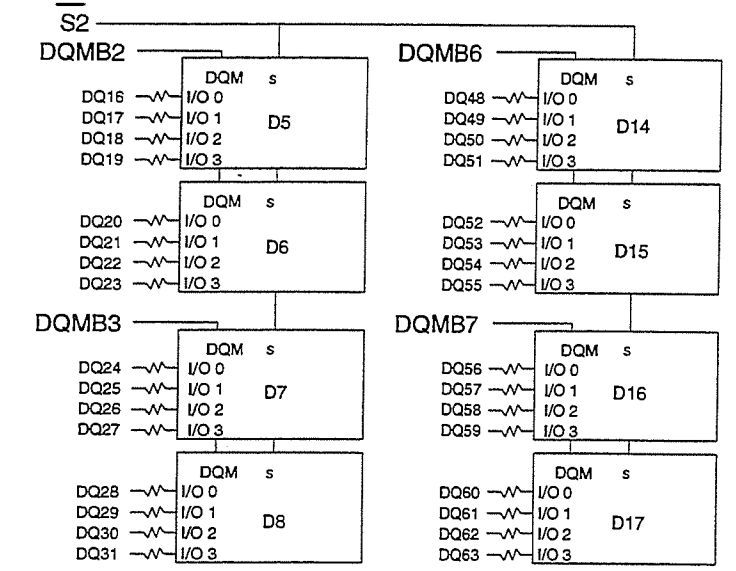 S2
DQMB2
DQM s
DQ16 I/O 0
DQ17 I/O 1
DQ18 I/O 2
DQ19 I/O 3
D5
DQM s
DQ20 I/O 0
DQ21 I/O 1
DQ22 I/O 2
DQ23 I/O 3
D6
DQMB3
DQM s
DQ24 I/O 0
DQ25 I/O 1
DQ26 I/O 2
DQ27 I/O 3
D7
DQM s
DQ28 I/O 0
DQ29 I/O 1
DQ30 I/O 2
DQ31 I/O 3
D8
DQMB6
DQM s
DQ48 I/O 0
DQ49 I/O 1
DQ50 I/O 2
DQ51 I/O 3
D14
DQM s
DQ52 I/O 0
DQ53 I/O 1
DQ54 I/O 2
DQ55 I/O 3
D15
DQMB7
DQM s
DQ56 I/O 0
DQ57 I/O 1
DQ58 I/O 2
DQ59 I/O 3
D16
DQM s
DQ60 I/O 0
DQ61 I/O 1
DQ62 I/O 2
DQ63 I/O 3
D17